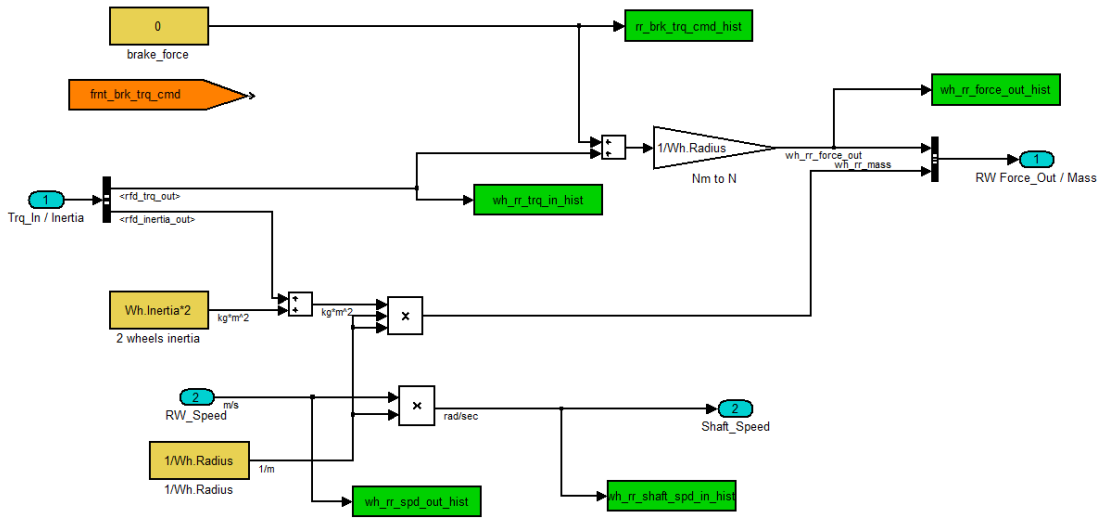 0
brake_force
rr_brk_trq_cmd_hist
frnt_brk_trq_cmd
wh_rr_force_out_hist
1/Wh.Radius
Nm to N
wh_rr_force_out
wh_rr_mass
1
RW Force_Out / Mass
1
Trq_In / Inertia
<rfd_trq_out>
<rfd_inertia_out>
wh_rr_trq_in_hist
Wh.Inertia*2
2 wheels inertia
kg*m^2
kg*m^2
×
2
RW_Speed
m/s
×
rad/sec
2
Shaft_Speed
1/Wh.Radius
1/Wh.Radius
1/m
wh_rr_spd_out_hist
wh_rr_shaft_spd_in_hist